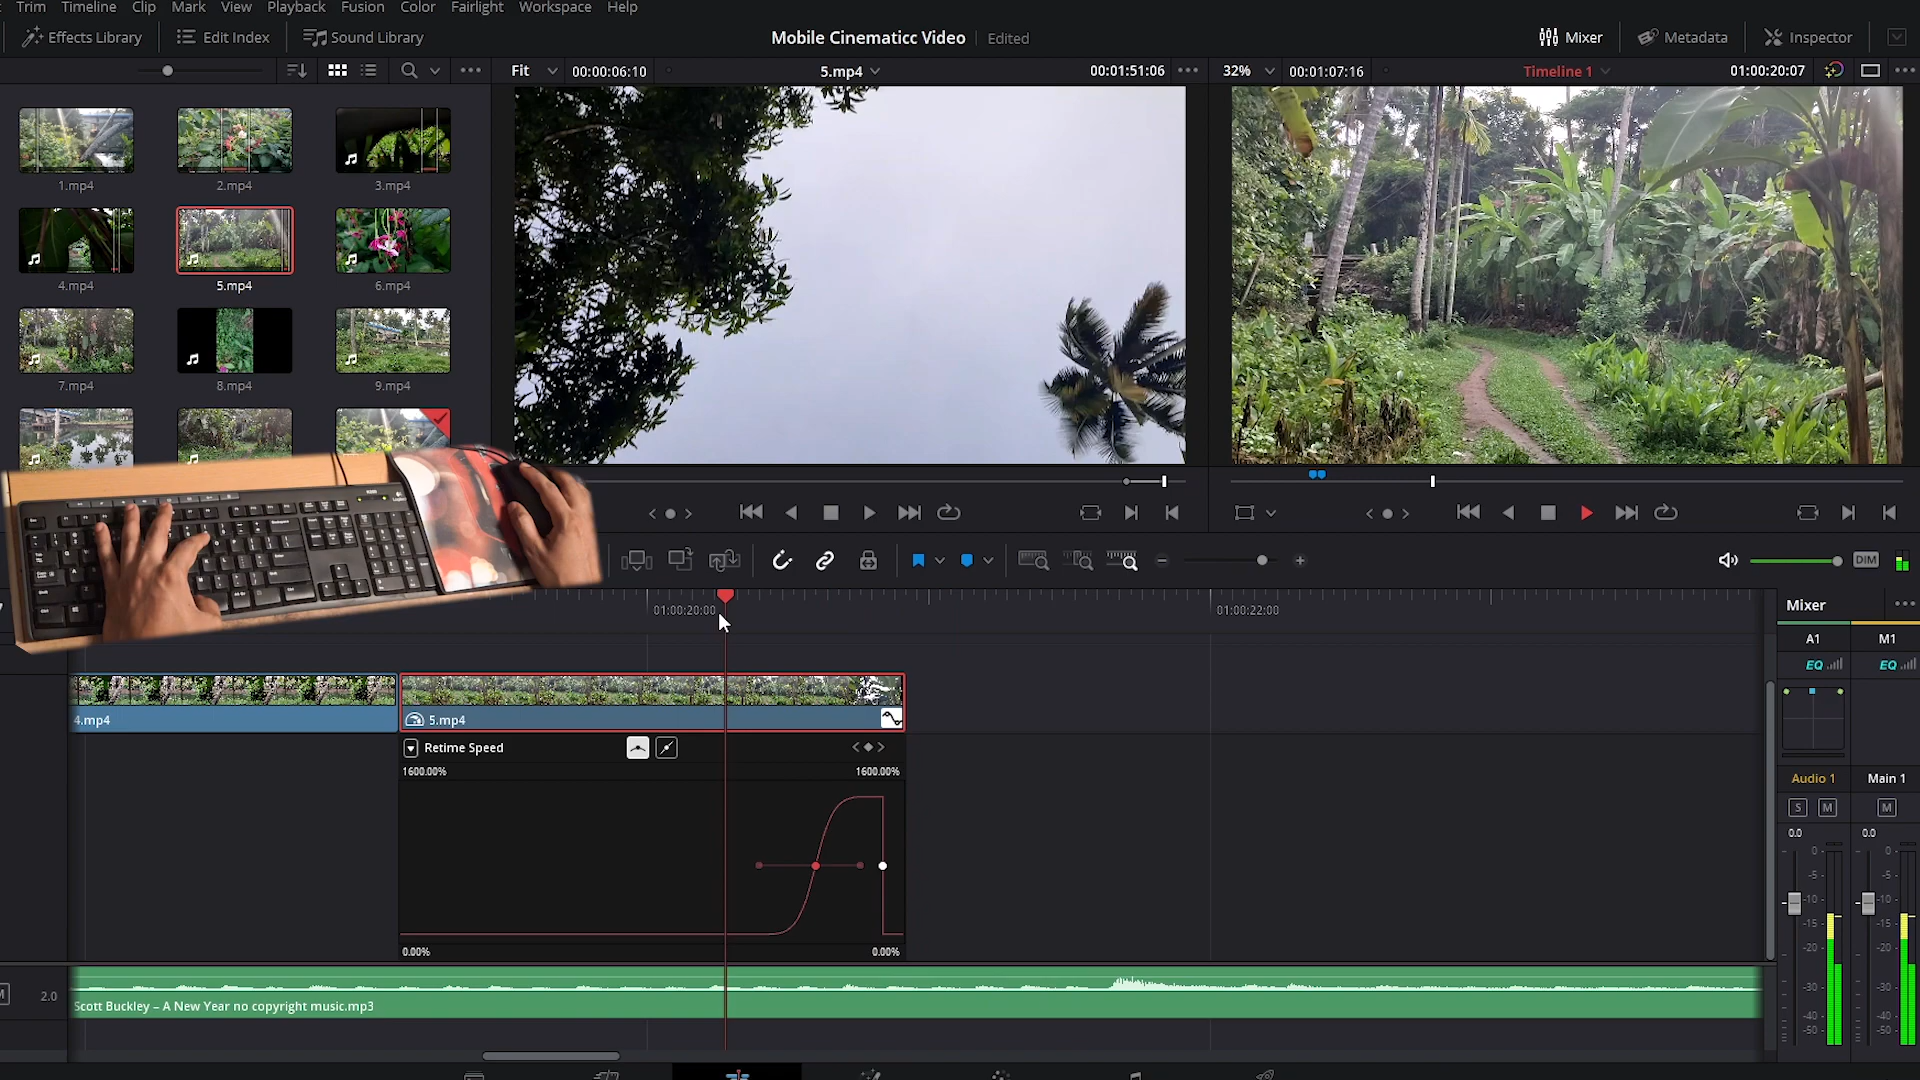 Trim Timeline Clip Mark View Playback Fusion Color Fairlight Workspace Help
Effects Library Edit Index Sound Library Mobile Cinematicc Video Edited Mixer Metadata Inspector
Fit 00:00:06:10 5.mp4 00:01:51:06 32% 00:01:07:16 Timeline 1 01:00:20:07
1.mp4 2.mp4 3.mp4
4.mp4 5.mp4 6.mp4
7.mp4 8.mp4 9.mp4
DIM
01:00:20:00 01:00:22:00
Mixer
A1 M1
EQ EQ
4.mp4 5.mp4
Retime Speed
1600.00% 1600.00%
0.00% 0.00%
Audio 1 Main 1
S M M
0.0 0.0
0 0
-5 -5
-10 -10
-15 -15
-20 -20
-30 -30
-40 -40
-50 -50
M 2.0
Scott Buckley – A New Year no copyright music.mp3